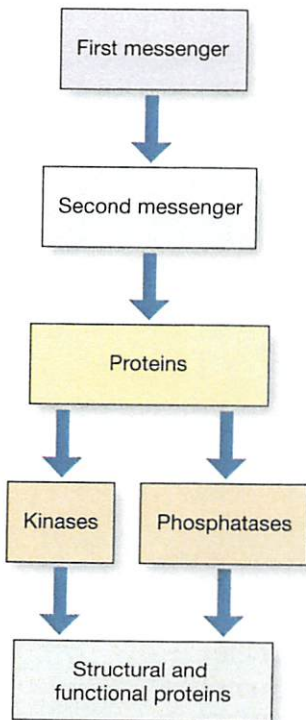 First messenger
Second messenger
Proteins
Kinases
Phosphatases
Structural and
functional proteins